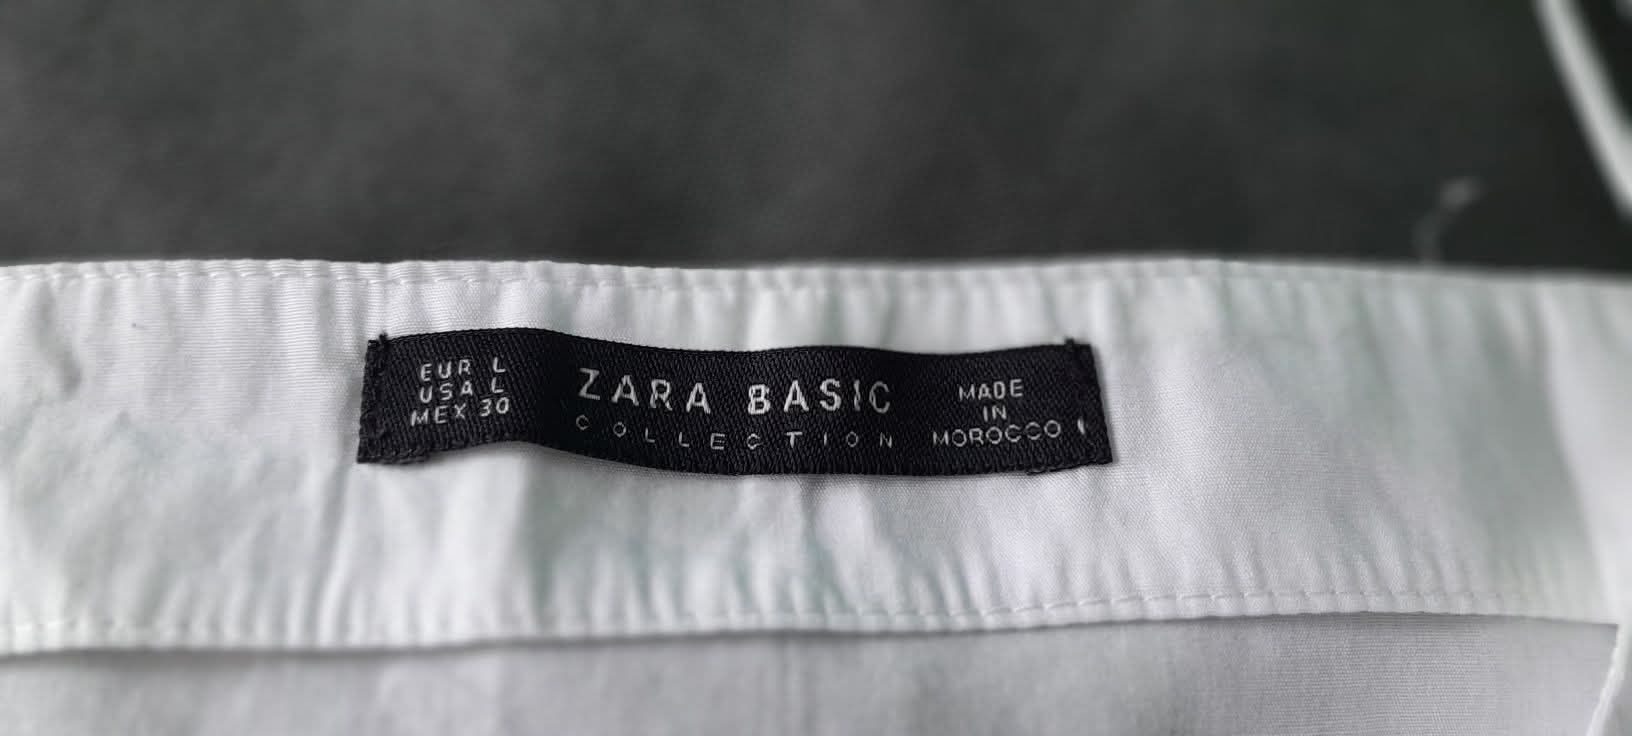 EUR L
USA L
MEX 30
ZARA BASIC
COLLECTION
MADE
IN
MOROCCO